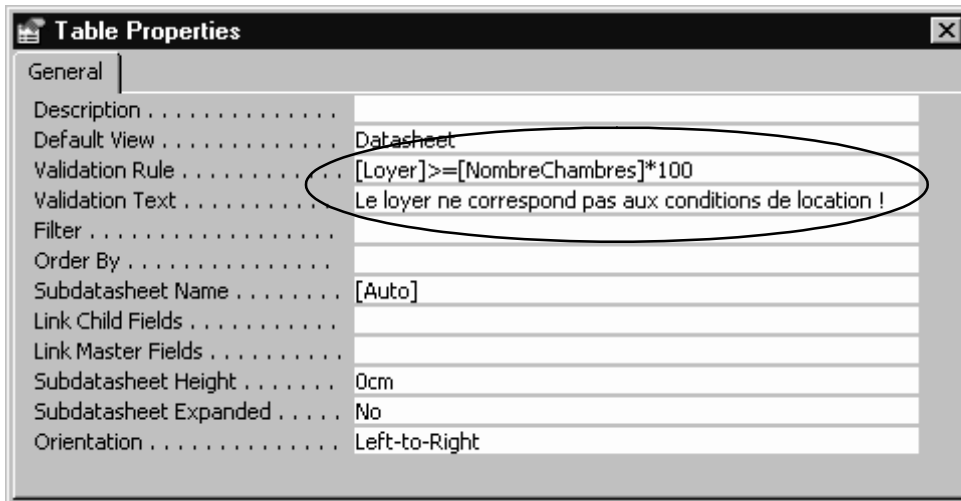 Table Properties
General
Description . . . . . . . . . . . . . .
Default View . . . . . . . . . . . . . Datasheet
Validation Rule . . . . . . . . . . . . [Loyer]>=[NombreChambres]*100
Validation Text . . . . . . . . . . . Le loyer ne correspond pas aux conditions de location !
Filter . . . . . . . . . . . . . . . . . .
Order By . . . . . . . . . . . . . . .
Subdatasheet Name . . . . . . . . [Auto]
Link Child Fields . . . . . . . . . . .
Link Master Fields . . . . . . . . . .
Subdatasheet Height . . . . . . . 0cm
Subdatasheet Expanded . . . . . No
Orientation . . . . . . . . . . . . . . Left-to-Right